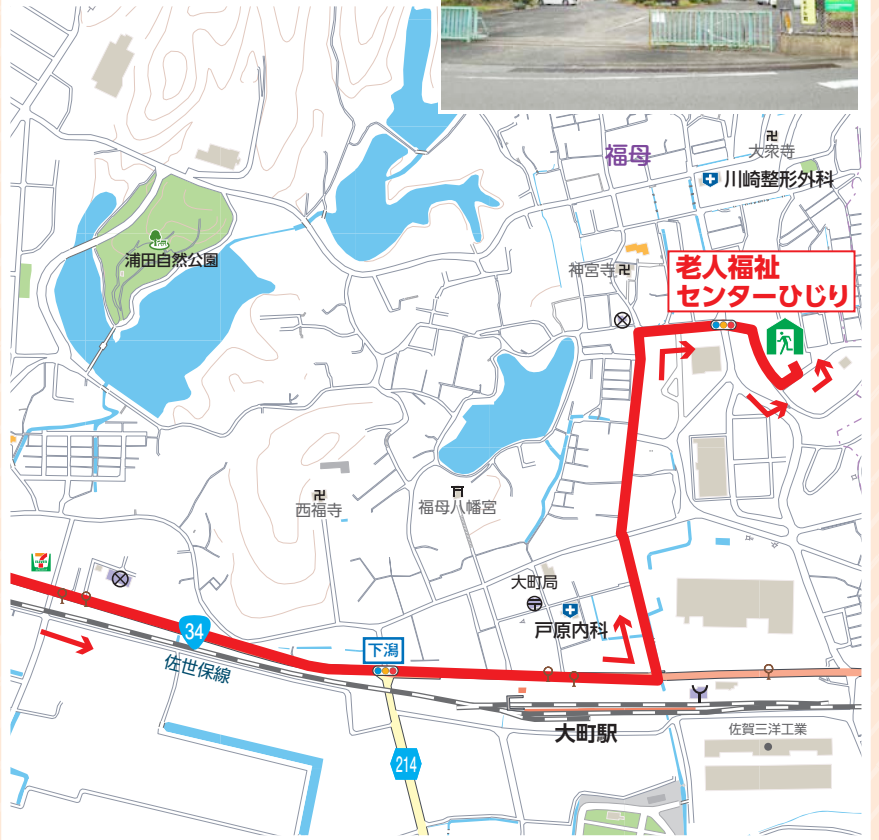 福母
大衆寺
川崎整形外科
浦田自然公園
神宮寺
老人福祉
センターひじり
西福寺
福母八幡宮
大町局
戸原内科
7
34
下潟
佐世保線
大町駅
佐賀三洋工業
214